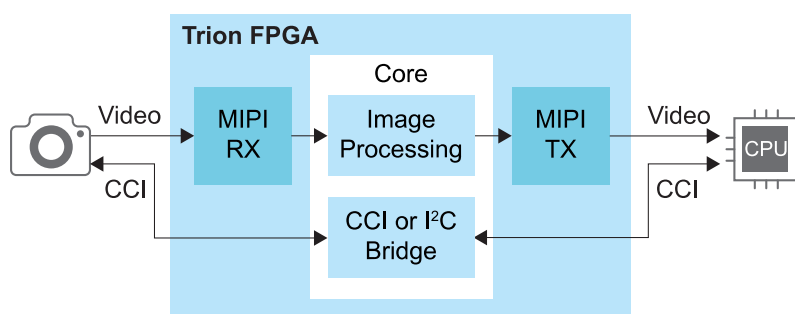 Trion FPGA
Core
Video
MIPI
RX
Image
Processing
MIPI
TX
Video
CPU
CCI
CCI or I²C
Bridge
CCI